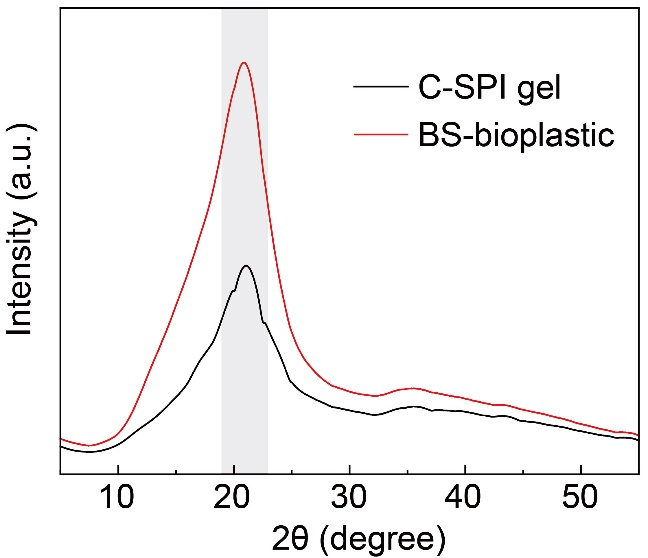 Intensity (a.u.)
C-SPI gel
BS-bioplastic
10 20 30 40 50
2θ (degree)